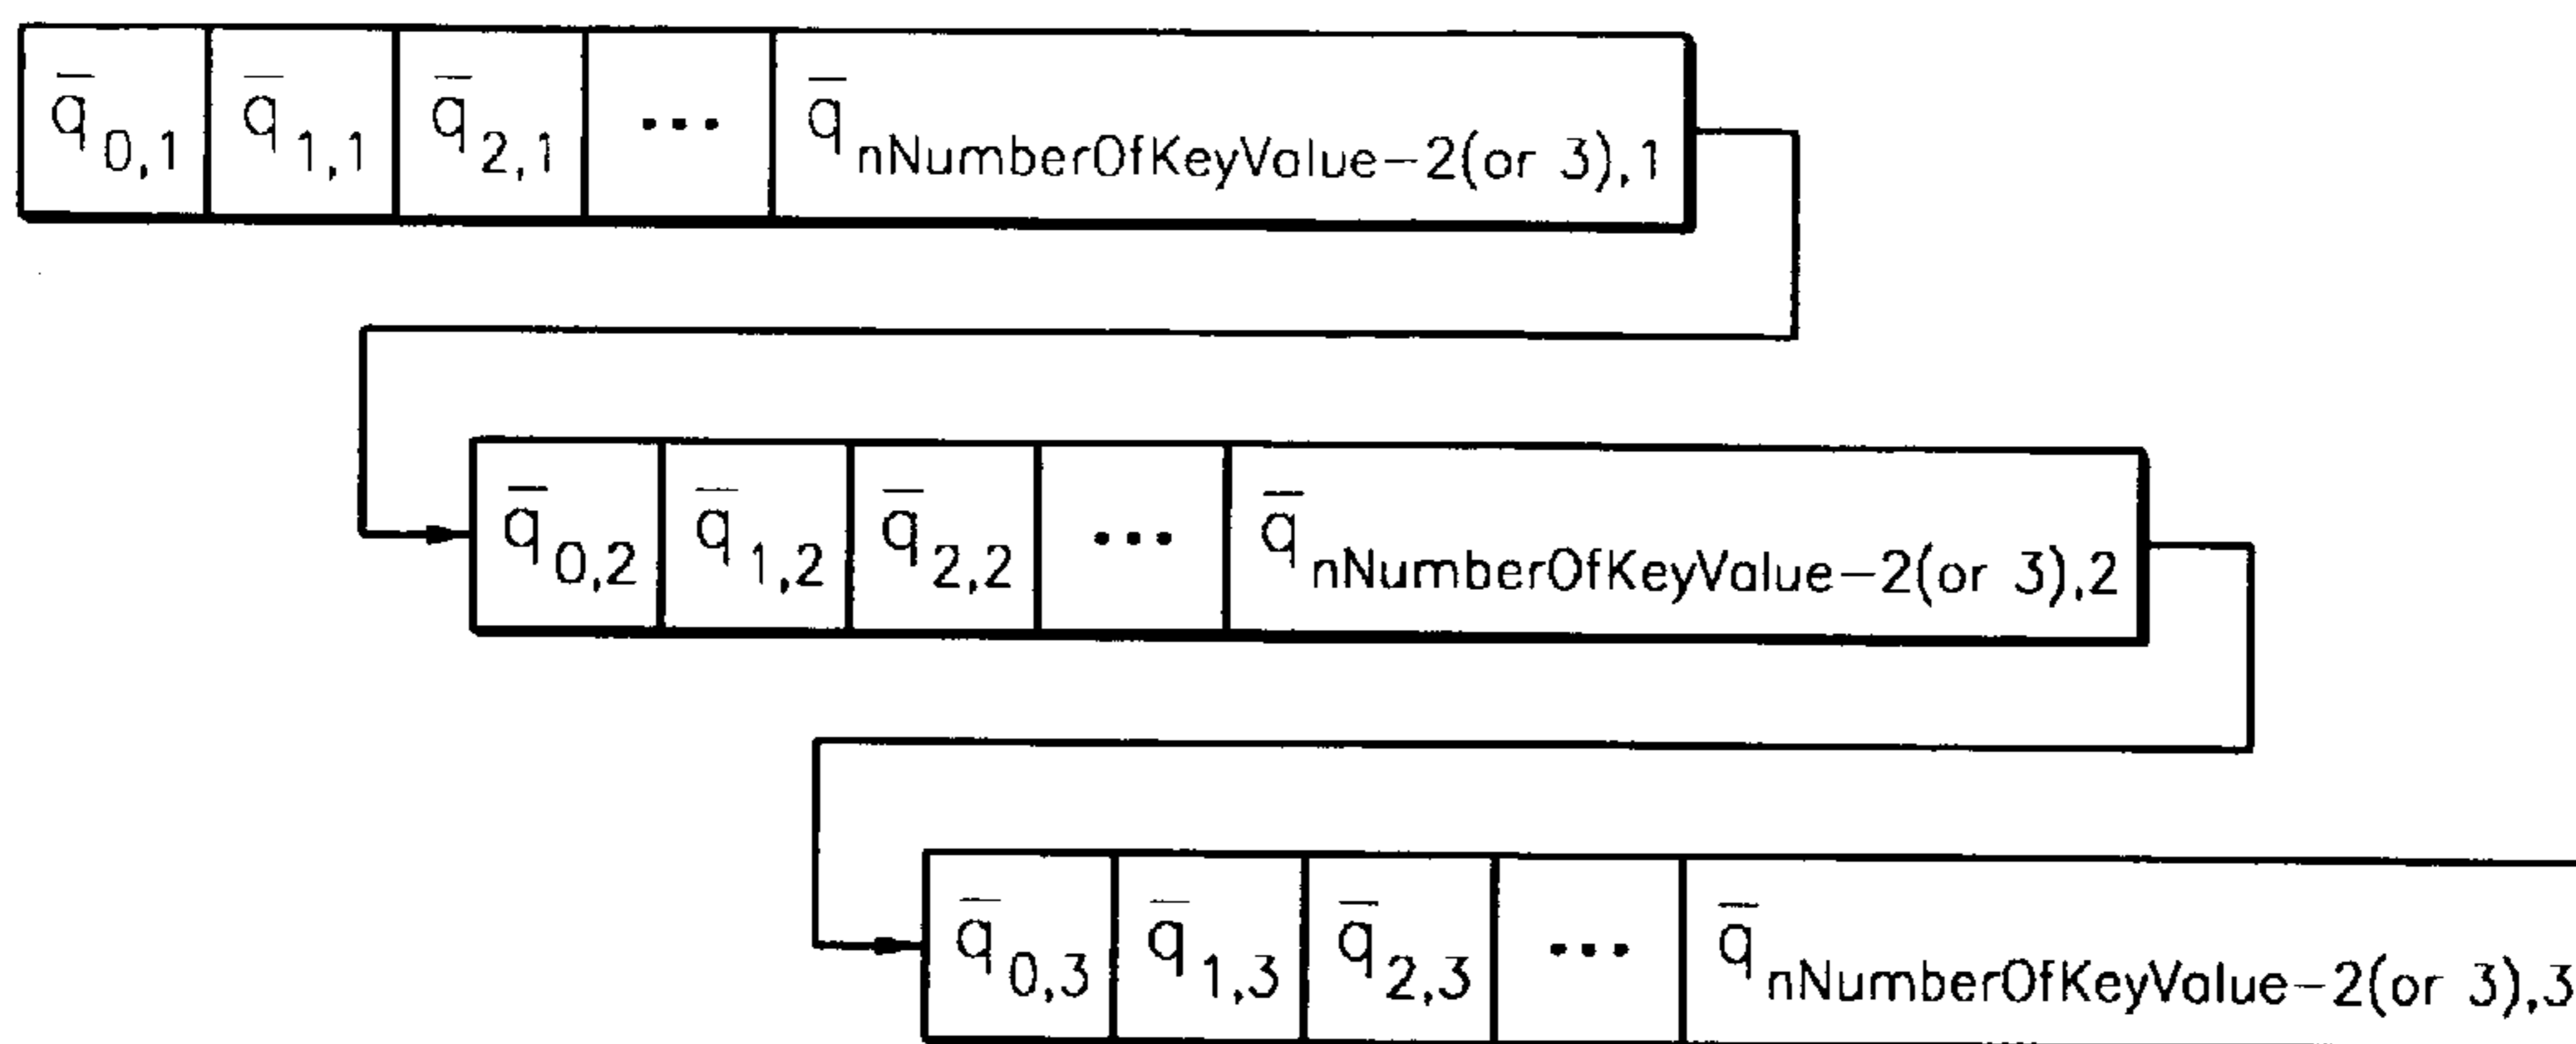 q̄ 0,1 q̄ 1,1 q̄ 2,1 ... q̄ nNumberOfKeyValue-2(or 3),1
q̄ 0,2 q̄ 1,2 q̄ 2,2 ... q̄ nNumberOfKeyValue-2(or 3),2
q̄ 0,3 q̄ 1,3 q̄ 2,3 ... q̄ nNumberOfKeyValue-2(or 3),3